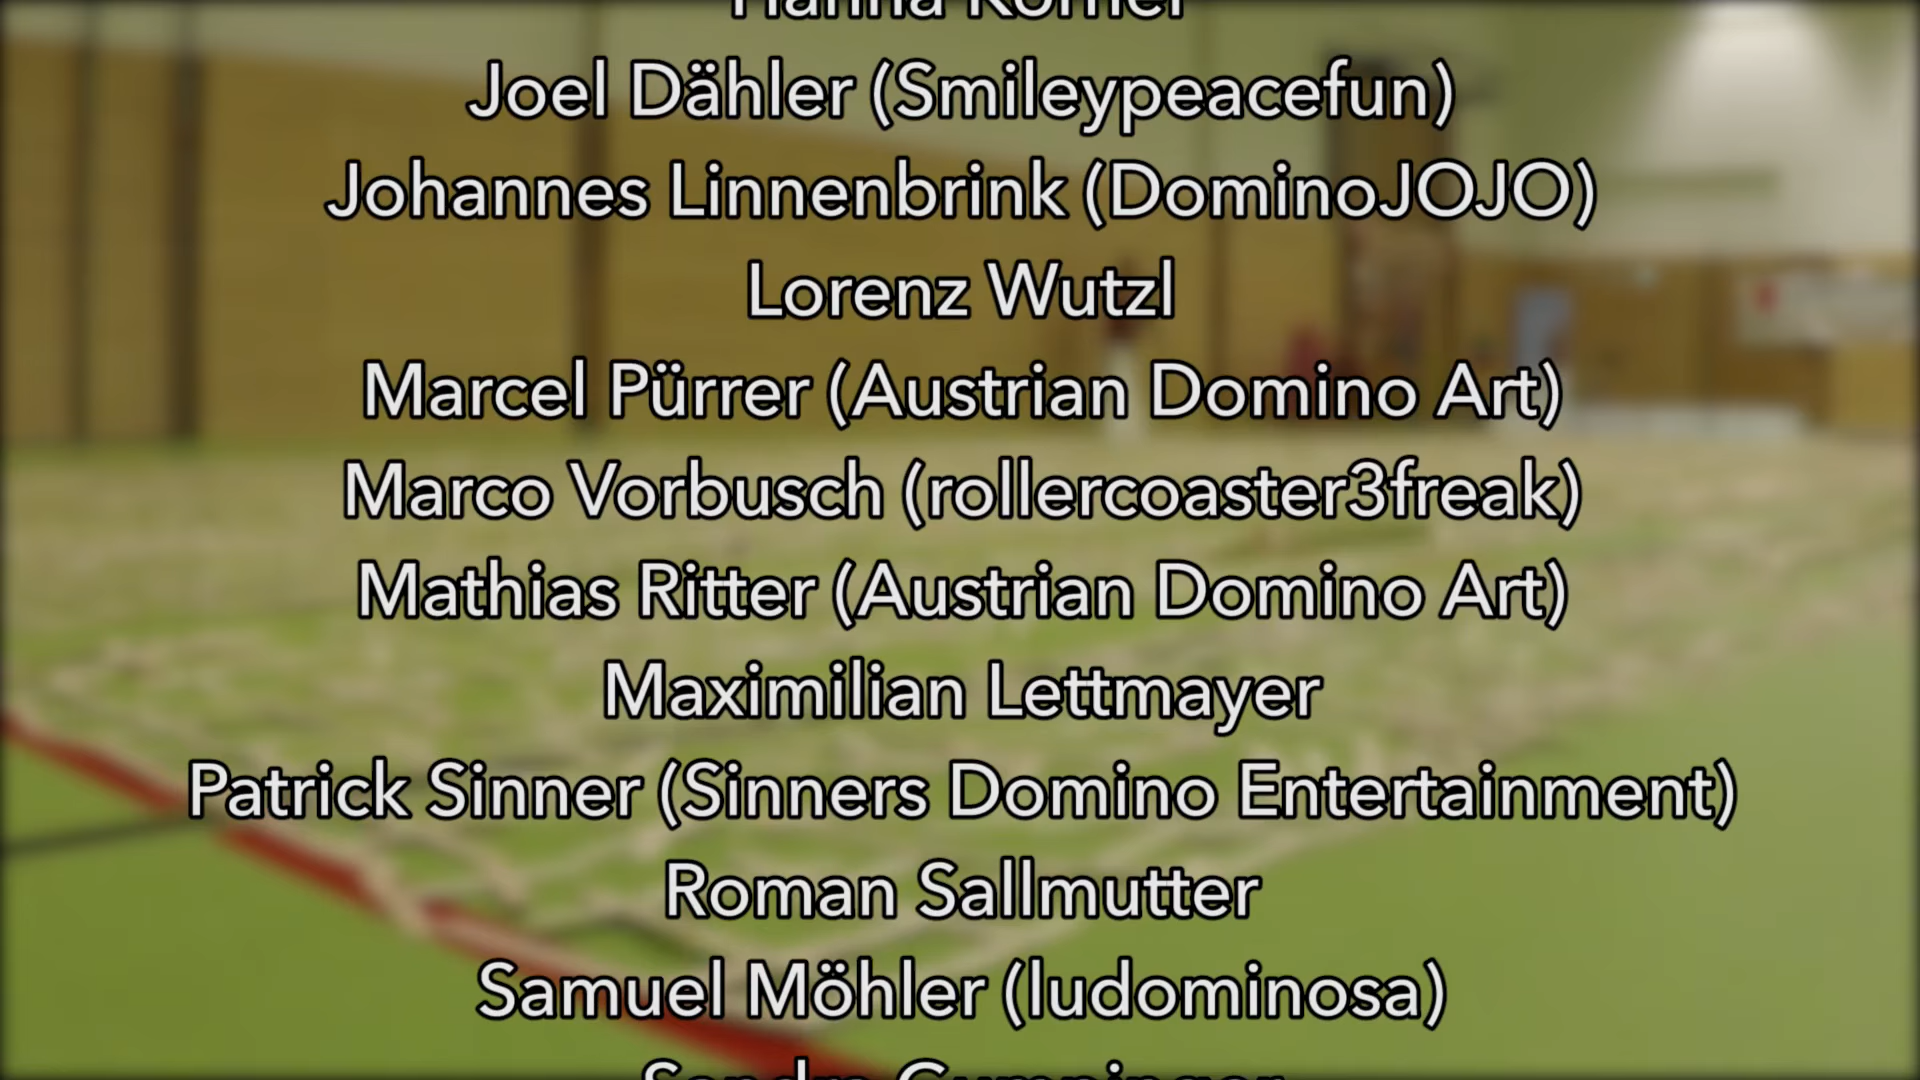 Joel Dähler (Smileypeacefun)
Johannes Linnenbrink (DominoJOJO)
Lorenz Wutzl
Marcel Pürrer (Austrian Domino Art)
Marco Vorbusch (rollercoaster3freak)
Mathias Ritter (Austrian Domino Art)
Maximilian Lettmayer
Patrick Sinner (Sinners Domino Entertainment)
Roman Sallmutter
Samuel Möhler (ludominosa)